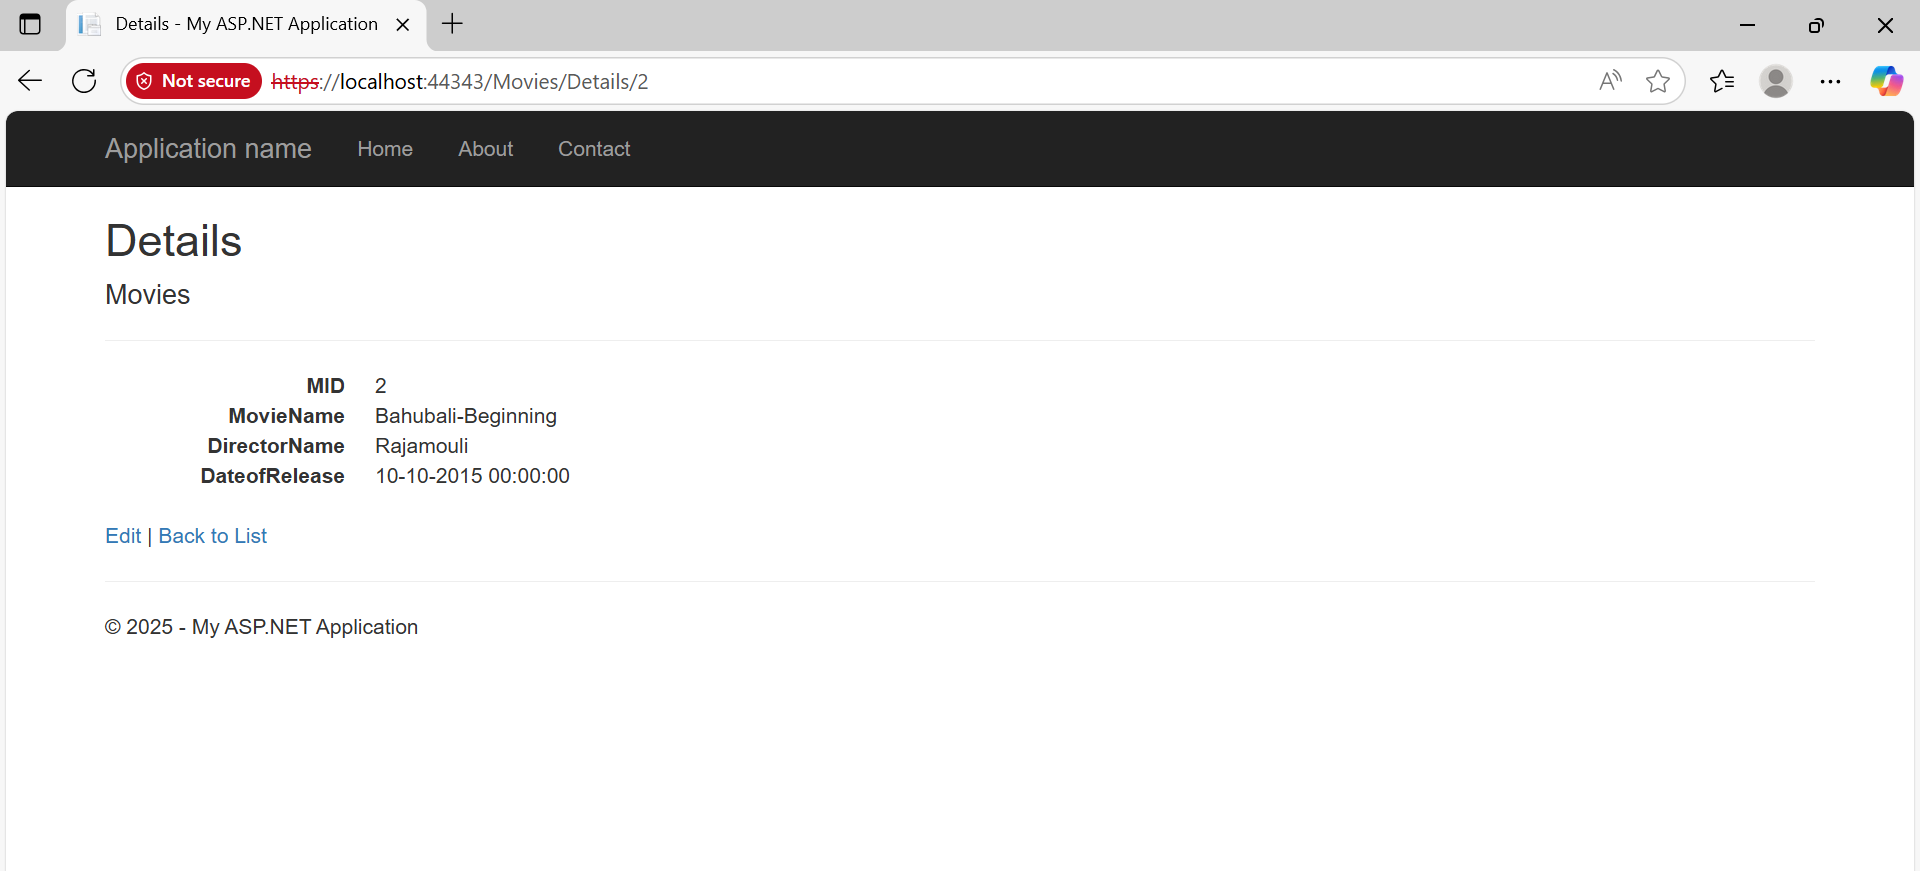 Details - My ASP.NET Application
Not secure https://localhost:44343/Movies/Details/2
Application name Home About Contact
Details
Movies
MID 2
MovieName Bahubali-Beginning
DirectorName Rajamouli
DateofRelease 10-10-2015 00:00:00
Edit | Back to List
© 2025 - My ASP.NET Application